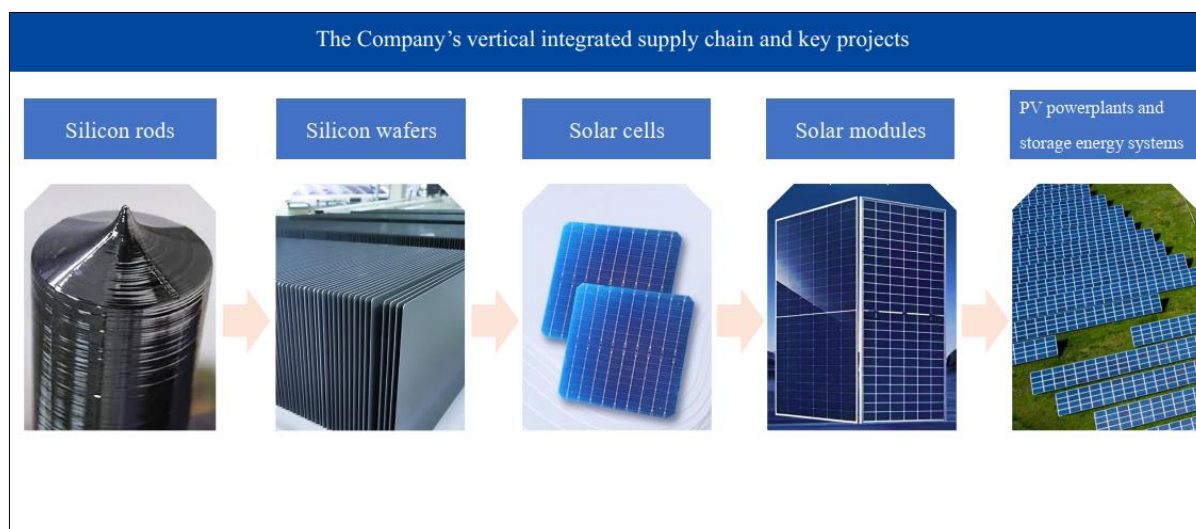 The Company’s vertical integrated supply chain and key projects
Silicon rods
Silicon wafers
Solar cells
Solar modules
PV powerplants and
storage energy systems